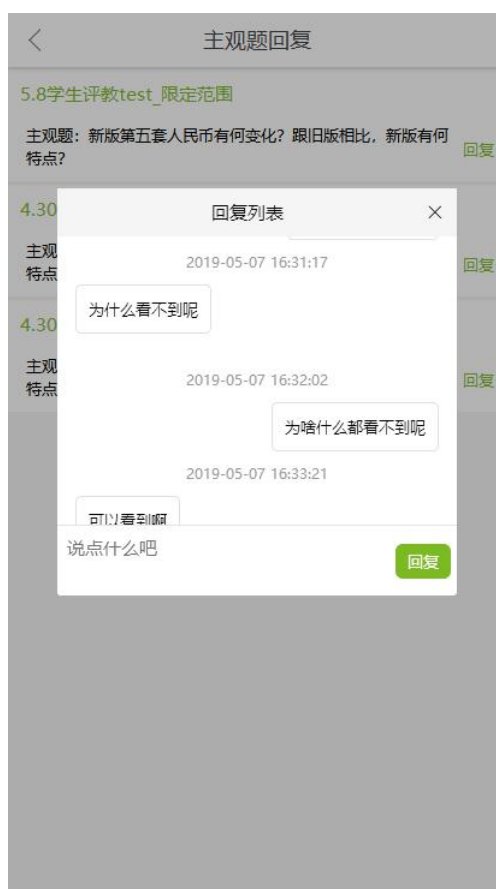 主观题回复
5.8学生评教test_限定范围
主观题：新版第五套人民币有何变化？跟旧版相比，新版有何
特点?
回复
4.30
主观
特点
回复
4.30
主观
特点
回复
回复列表
2019-05-07 16:31:17
为什么看不到呢
2019-05-07 16:32:02
为啥什么都看不到呢
2019-05-07 16:33:21
可以看到啊
说点什么吧
回复